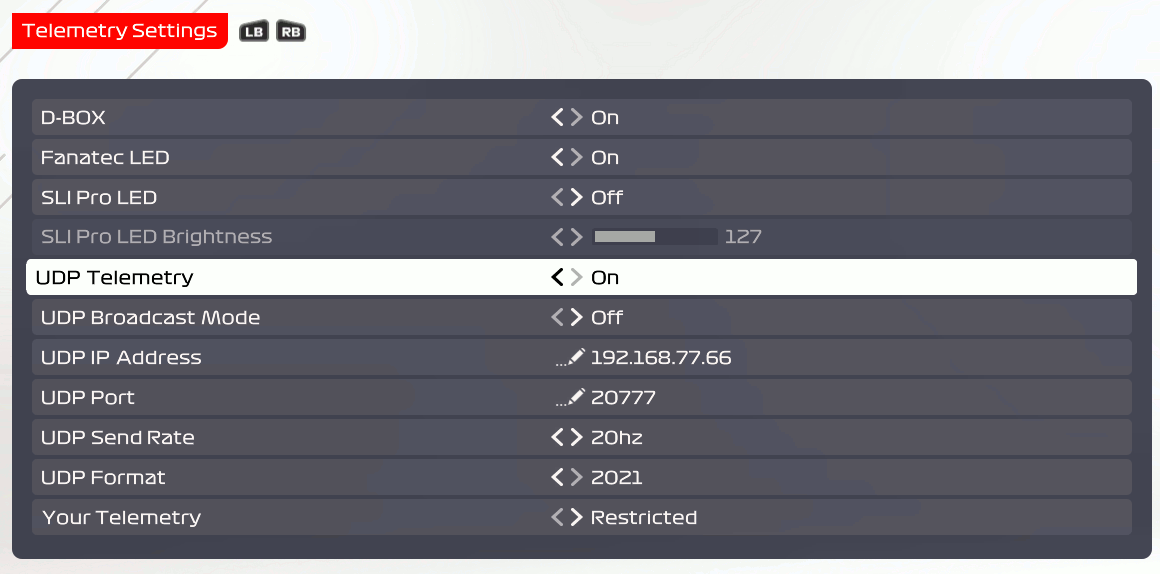 Telemetry Settings LB RB
D-BOX On
Fanatec LED On
SLI Pro LED Off
SLI Pro LED Brightness 127
UDP Telemetry On
UDP Broadcast Mode Off
UDP IP Address ... 192.168.77.66
UDP Port ... 20777
UDP Send Rate 20hz
UDP Format 2021
Your Telemetry Restricted